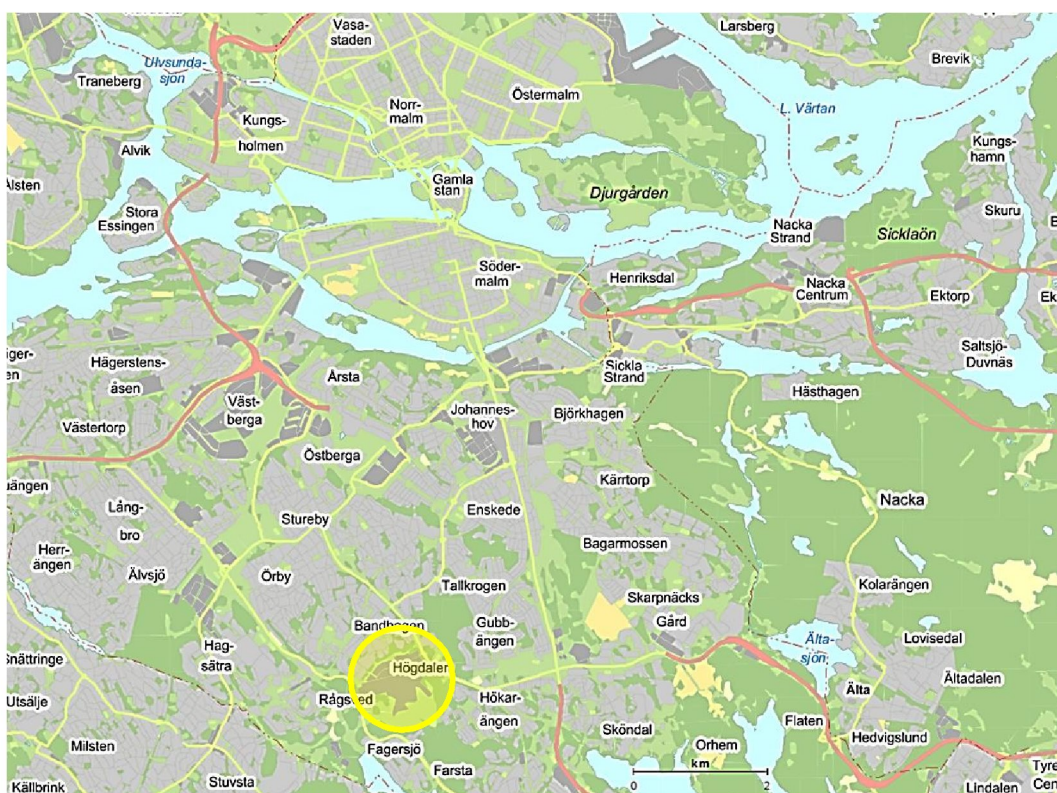 Vasa-
staden
Larsberg
Brevik
Ulvsunda-
sjön
Traneberg
Östermalm
Norr-
malm
L. Värtan
Kungs-
holmen
Kungs-
hamn
Alvik
Gamla
stan
Djurgården
Stora
Essingen
Skuru
Nacka
Strand
Sicklaön
Söder-
malm
Henriksdal
Nacka
Centrum
Ektorp
Saltsjö-
Duvnäs
Hägerstens-
åsen
Årsta
Sickla
Strand
Väst-
berga
Hästhagen
Johannes-
hov
Björkhagen
Västertorp
Östberga
Kärrtorp
Nacka
Lång-
bro
Enskede
Stureby
Bagarmossen
Herr-
ängen
Älvsjö
Örby
Tallkrogen
Kolarängen
Skarpnäcks
Gård
Bandhagen
Gubb-
ängen
Hag-
sätra
Älta-
sjön
Lovisedal
Snättringe
Högdalen
Ältadalen
Utsälje
Rågsved
Hökar-
ängen
Älta
Sköndal
Flaten
Hedvigslund
Milsten
Fagersjö
Orhem
Farsta
km
0
2
Stuvsta
Källbrink
Lindalen